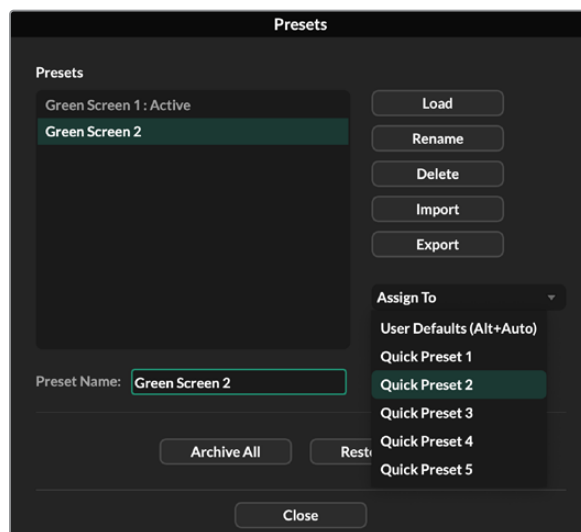 Presets
Presets
Green Screen 1 : Active
Green Screen 2
Load
Rename
Delete
Import
Export
Assign To
User Defaults (Alt+Auto)
Quick Preset 1
Quick Preset 2
Quick Preset 3
Quick Preset 4
Quick Preset 5
Preset Name: Green Screen 2
Archive All
Close